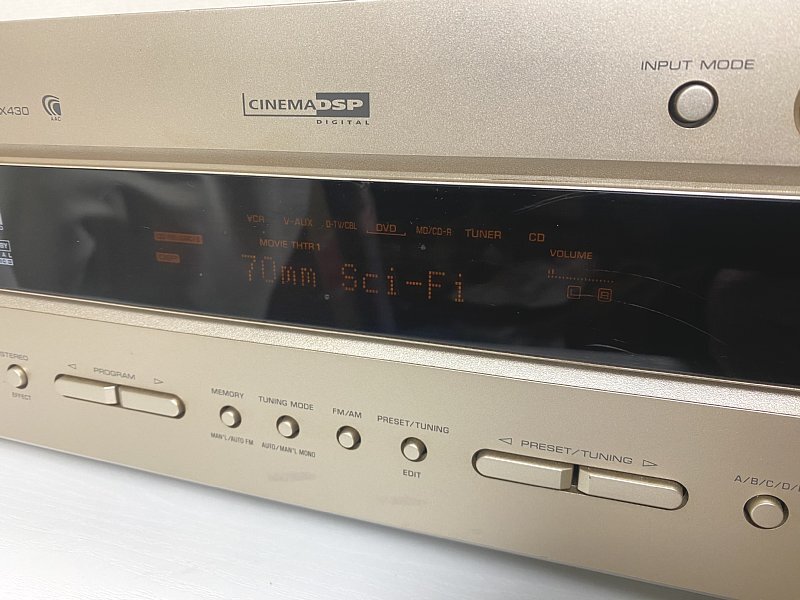 INPUT MODE
X430
AAC
CINEMA DSP
DIGITAL
VCR V-AUX D-TV/CBL DVD MD/CD-R TUNER CD
MOVIE THTR 1
VOLUME
70mm Sci-Fi
L R
STEREO
EFFECT
PROGRAM
MEMORY
MAN'L/AUTO FM
TUNING MODE
AUTO/MAN'L MONO
FM/AM
PRESET/TUNING
EDIT
PRESET/TUNING
A/B/C/D/